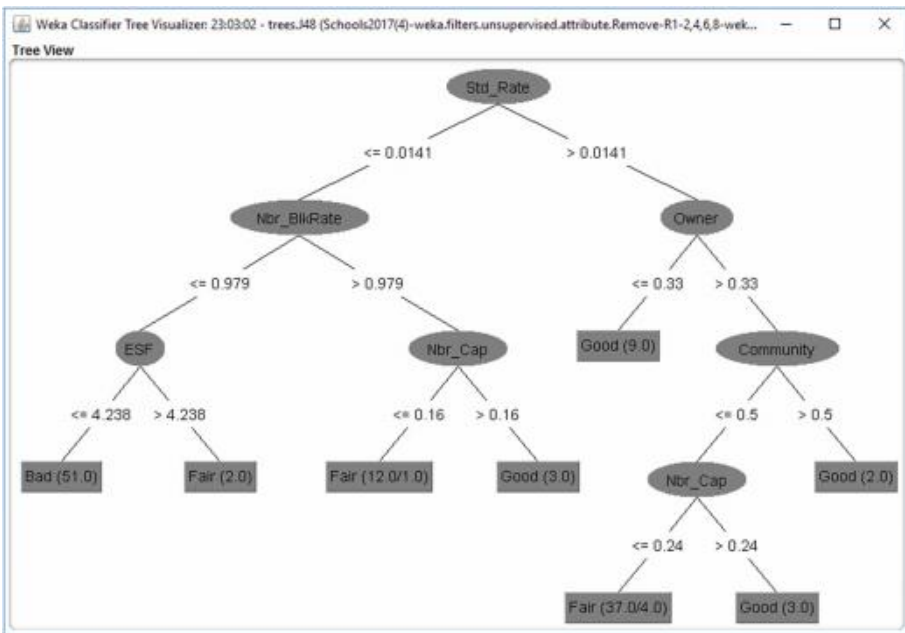 Weka Classifier Tree Visualizer: 23:03:02 - trees.J48 (Schools2017(4)-weka.filters.unsupervised.attribute.Remove-R1-2,4,6,8-wek...
Tree View
Std_Rate
<= 0.0141 > 0.0141
Nbr_BlkRate Owner
<= 0.979 > 0.979 <= 0.33 > 0.33
ESF Nbr_Cap Good (9.0) Community
<= 4.238 > 4.238 <= 0.16 > 0.16 <= 0.5 > 0.5
Bad (51.0) Fair (2.0) Fair (12.0/1.0) Good (3.0) Nbr_Cap Good (2.0)
<= 0.24 > 0.24
Fair (37.0/4.0) Good (3.0)